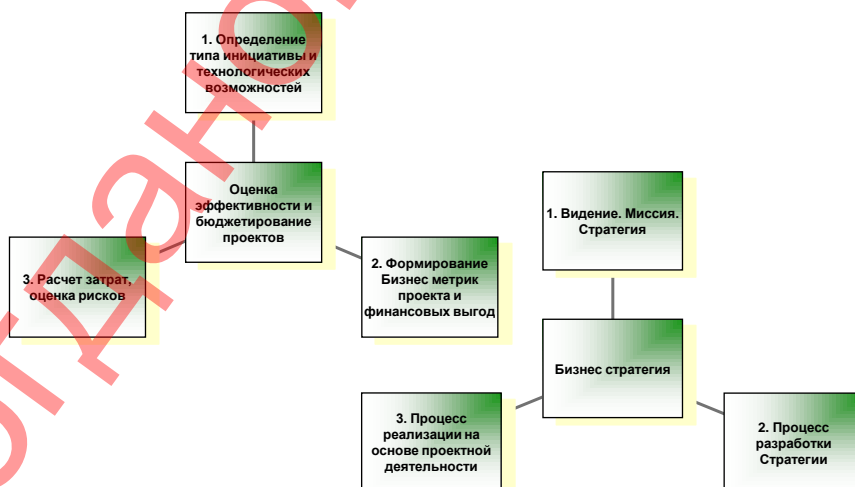 1. Определение
типа инициативы и
технологических
возможностей
Оценка
эффективности и
бюджетирование
проектов
3. Расчет затрат,
оценка рисков
2. Формирование
Бизнес метрик
проекта и
финансовых выгод
1. Видение. Миссия.
Стратегия
Бизнес стратегия
3. Процесс
реализации на
основе проектной
деятельности
2. Процесс
разработки
Стратегии